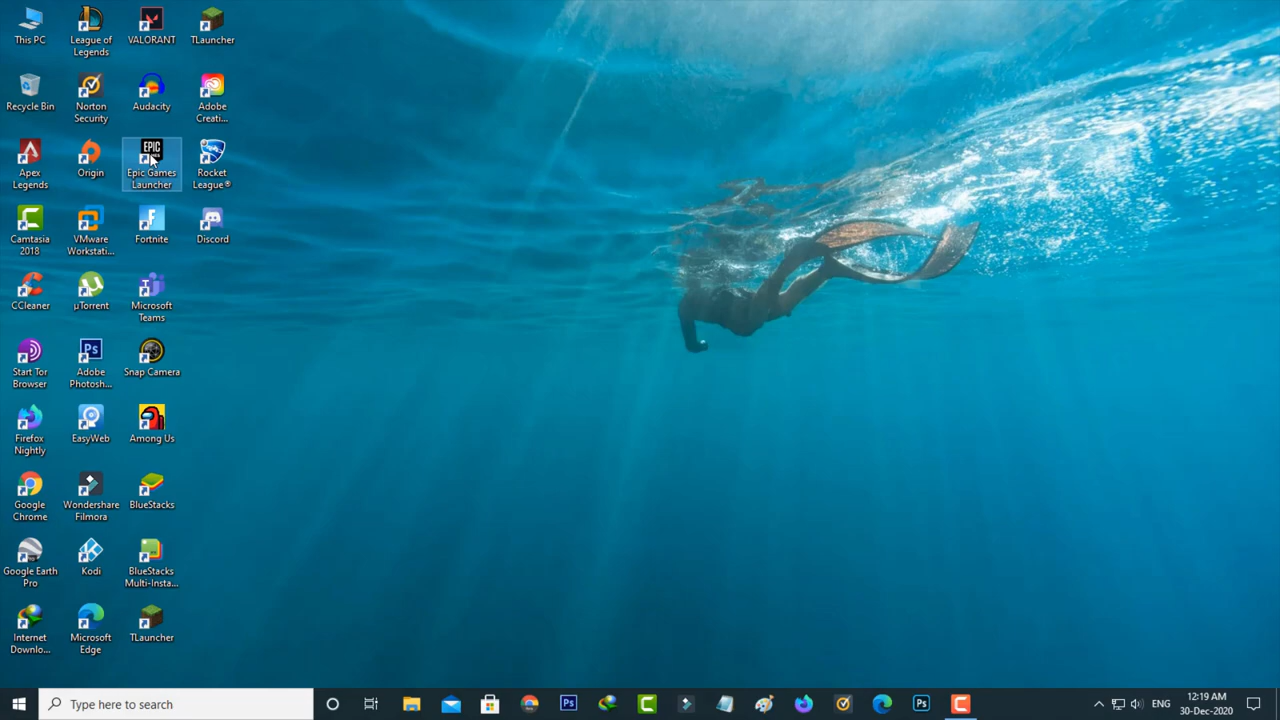 This PC
League of
Legends
VALORANT
TLauncher
Recycle Bin
Norton
Security
Audacity
Adobe
Creati...
Apex
Legends
Origin
EPIC
Epic Games
Launcher
Rocket
League®
Camtasia
2018
VMware
Workstati...
Fortnite
Discord
CCleaner
µTorrent
Microsoft
Teams
Start Tor
Browser
Ps
Adobe
Photosh...
Snap Camera
Firefox
Nightly
EasyWeb
Among Us
Google
Chrome
Wondershare
Filmora
BlueStacks
Google Earth
Pro
Kodi
BlueStacks
Multi-Insta...
Internet
Downlo...
Microsoft
Edge
TLauncher
Type here to search
Ps
Ps
ENG
12:19 AM
30-Dec-2020